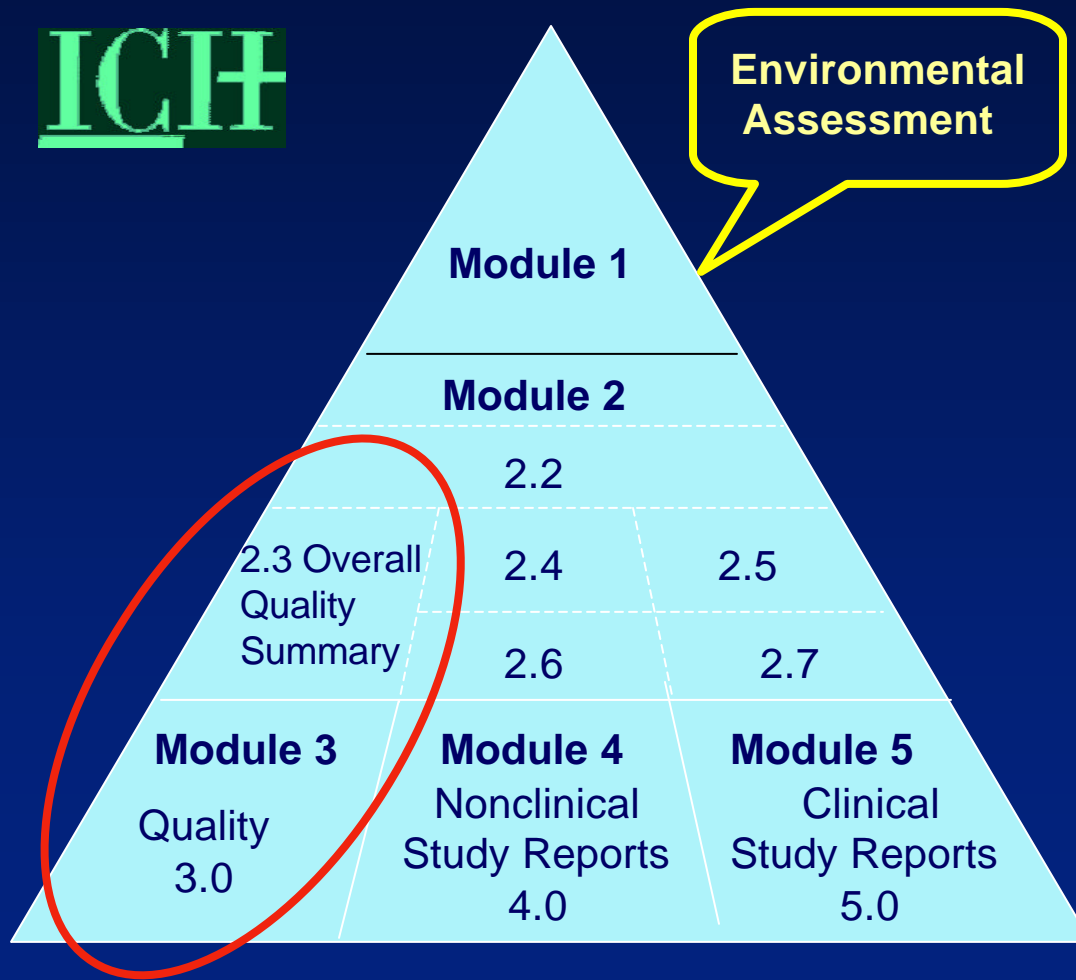 ICH
Environmental
Assessment
Module 1
Module 2
2.2
2.3 Overall
Quality
Summary
2.4
2.5
2.6
2.7
Module 3
Quality
3.0
Module 4
Nonclinical
Study Reports
4.0
Module 5
Clinical
Study Reports
5.0